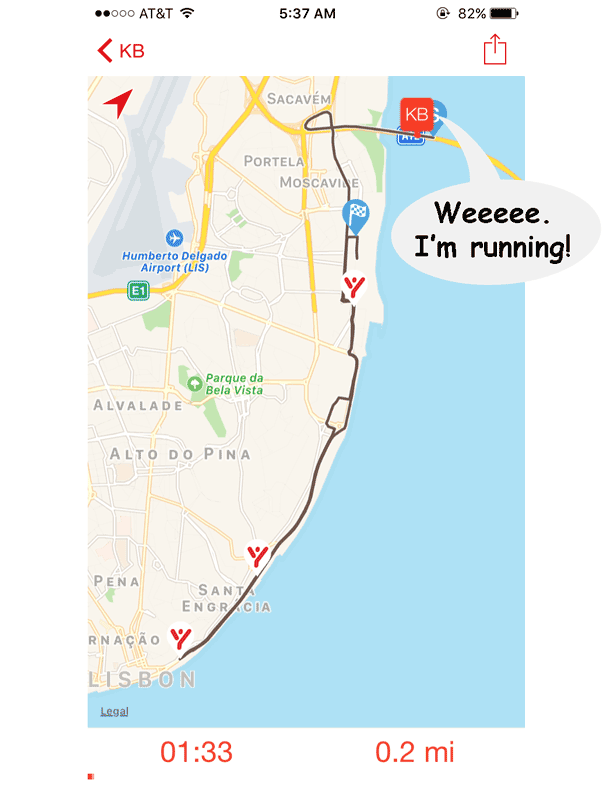 AT&T 5:37 AM 82%
KB
SACAVÉM
KB
PORTELA
MOSCAVIDE
Weeeee.
I'm running!
Humberto Delgado
Airport (LIS)
E1
Parque da
Bela Vista
ALVALADE
ALTO DO PINA
PENA
SANTA
ENGRÁCIA
RNAÇÃO
LISBON
Legal
01:33 0.2 mi